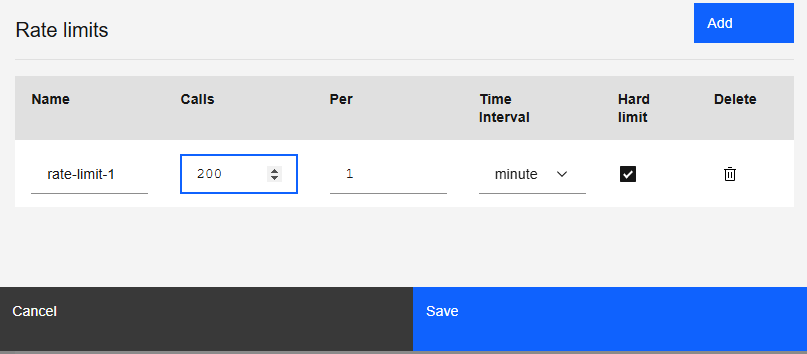 Rate limits
Add
Name Calls Per Time Interval Hard limit Delete
rate-limit-1 200 1 minute
Cancel Save